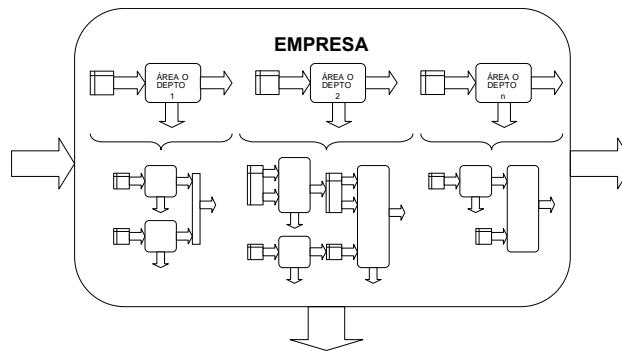 EMPRESA
ÁREA O
DEPTO
1
ÁREA O
DEPTO
2
ÁREA O
DEPTO
n